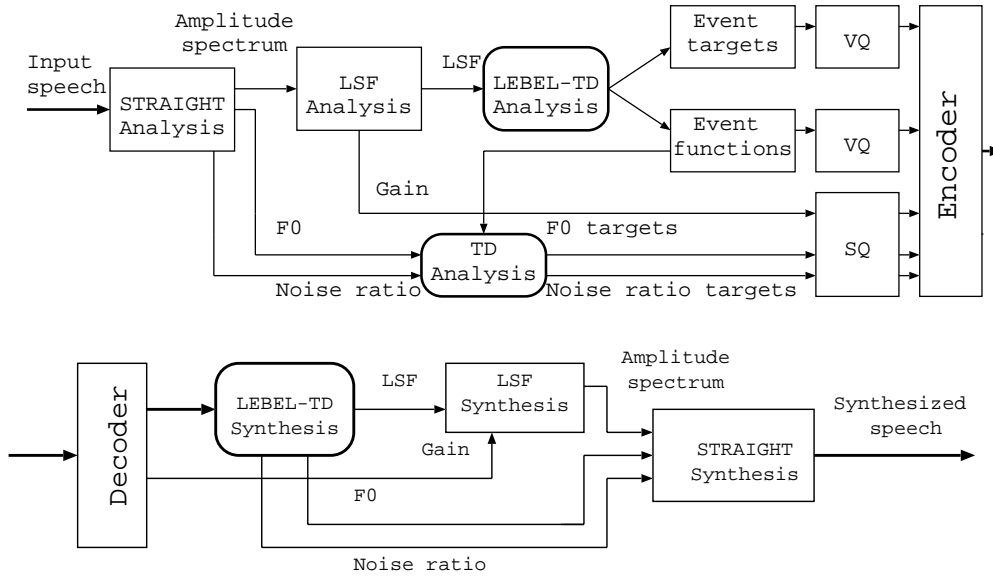 Input
speech
STRAIGHT
Analysis
Amplitude
spectrum
LSF
Analysis
LSF
LEBEL-TD
Analysis
Event
targets
VQ
Event
functions
VQ
Encoder
Gain
F0
Noise ratio
TD
Analysis
F0 targets
Noise ratio targets
SQ
Decoder
LEBEL-TD
Synthesis
LSF
LSF
Synthesis
Gain
F0
Noise ratio
Amplitude
spectrum
STRAIGHT
Synthesis
Synthesized
speech